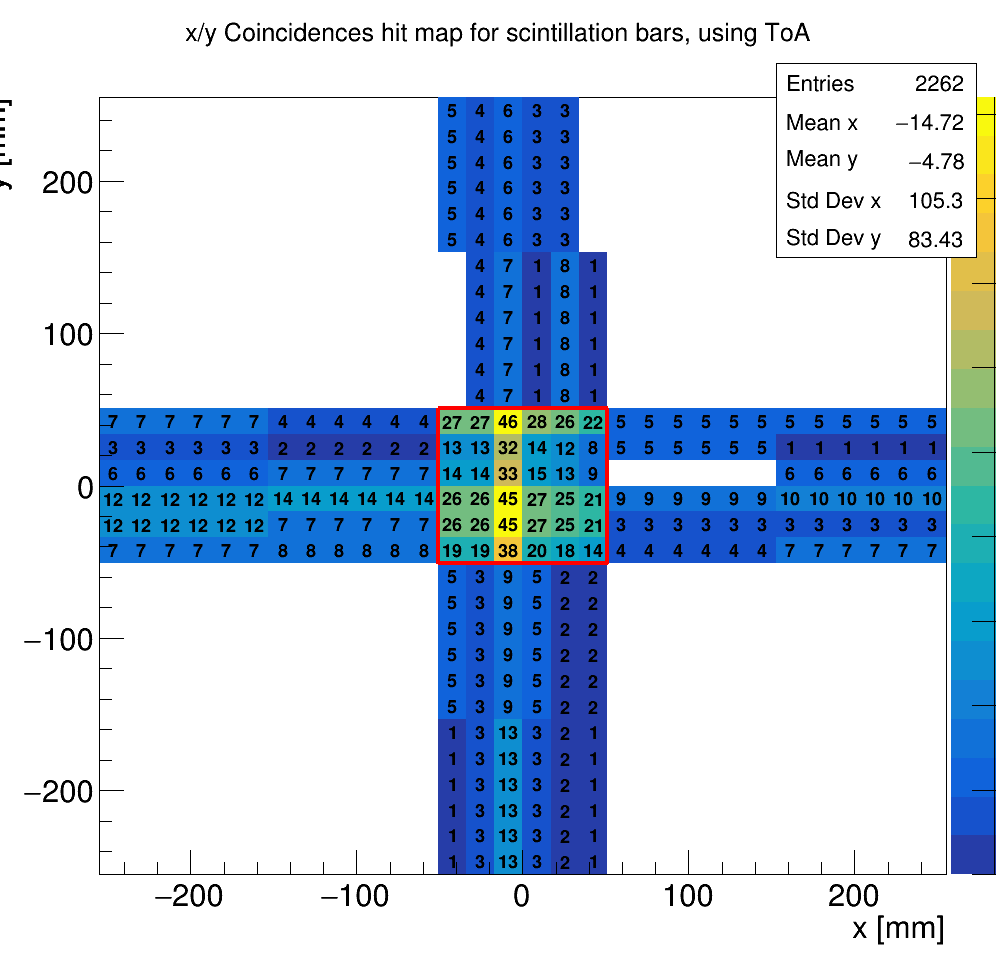 x/y Coincidences hit map for scintillation bars, using ToA
Entries 2262
Mean x −14.72
Mean y −4.78
Std Dev x 105.3
Std Dev y 83.43
y [mm]
200
100
0
−100
−200
5 4 6 3 3
5 4 6 3 3
5 4 6 3 3
5 4 6 3 3
5 4 6 3 3
5 4 6 3 3
4 7 1 8 1
4 7 1 8 1
4 7 1 8 1
4 7 1 8 1
4 7 1 8 1
4 7 1 8 1
7 7 7 7 7 7 4 4 4 4 4 4 27 27 46 28 26 22 5 5 5 5 5 5 5 5 5 5 5 5
3 3 3 3 3 3 2 2 2 2 2 2 13 13 32 14 12 8 5 5 5 5 5 5 1 1 1 1 1 1
6 6 6 6 6 6 7 7 7 7 7 7 14 14 33 15 13 9 6 6 6 6 6 6
12 12 12 12 12 12 14 14 14 14 14 14 26 26 45 27 25 21 9 9 9 9 9 9 10 10 10 10 10 10
12 12 12 12 12 12 7 7 7 7 7 7 26 26 45 27 25 21 3 3 3 3 3 3 3 3 3 3 3 3
7 7 7 7 7 7 8 8 8 8 8 8 19 19 38 20 18 14 4 4 4 4 4 4 7 7 7 7 7 7
5 3 9 5 2 2
5 3 9 5 2 2
5 3 9 5 2 2
5 3 9 5 2 2
5 3 9 5 2 2
5 3 9 5 2 2
1 3 13 3 2 1
1 3 13 3 2 1
1 3 13 3 2 1
1 3 13 3 2 1
1 3 13 3 2 1
1 3 13 3 2 1
−200 −100 0 100 200
x [mm]